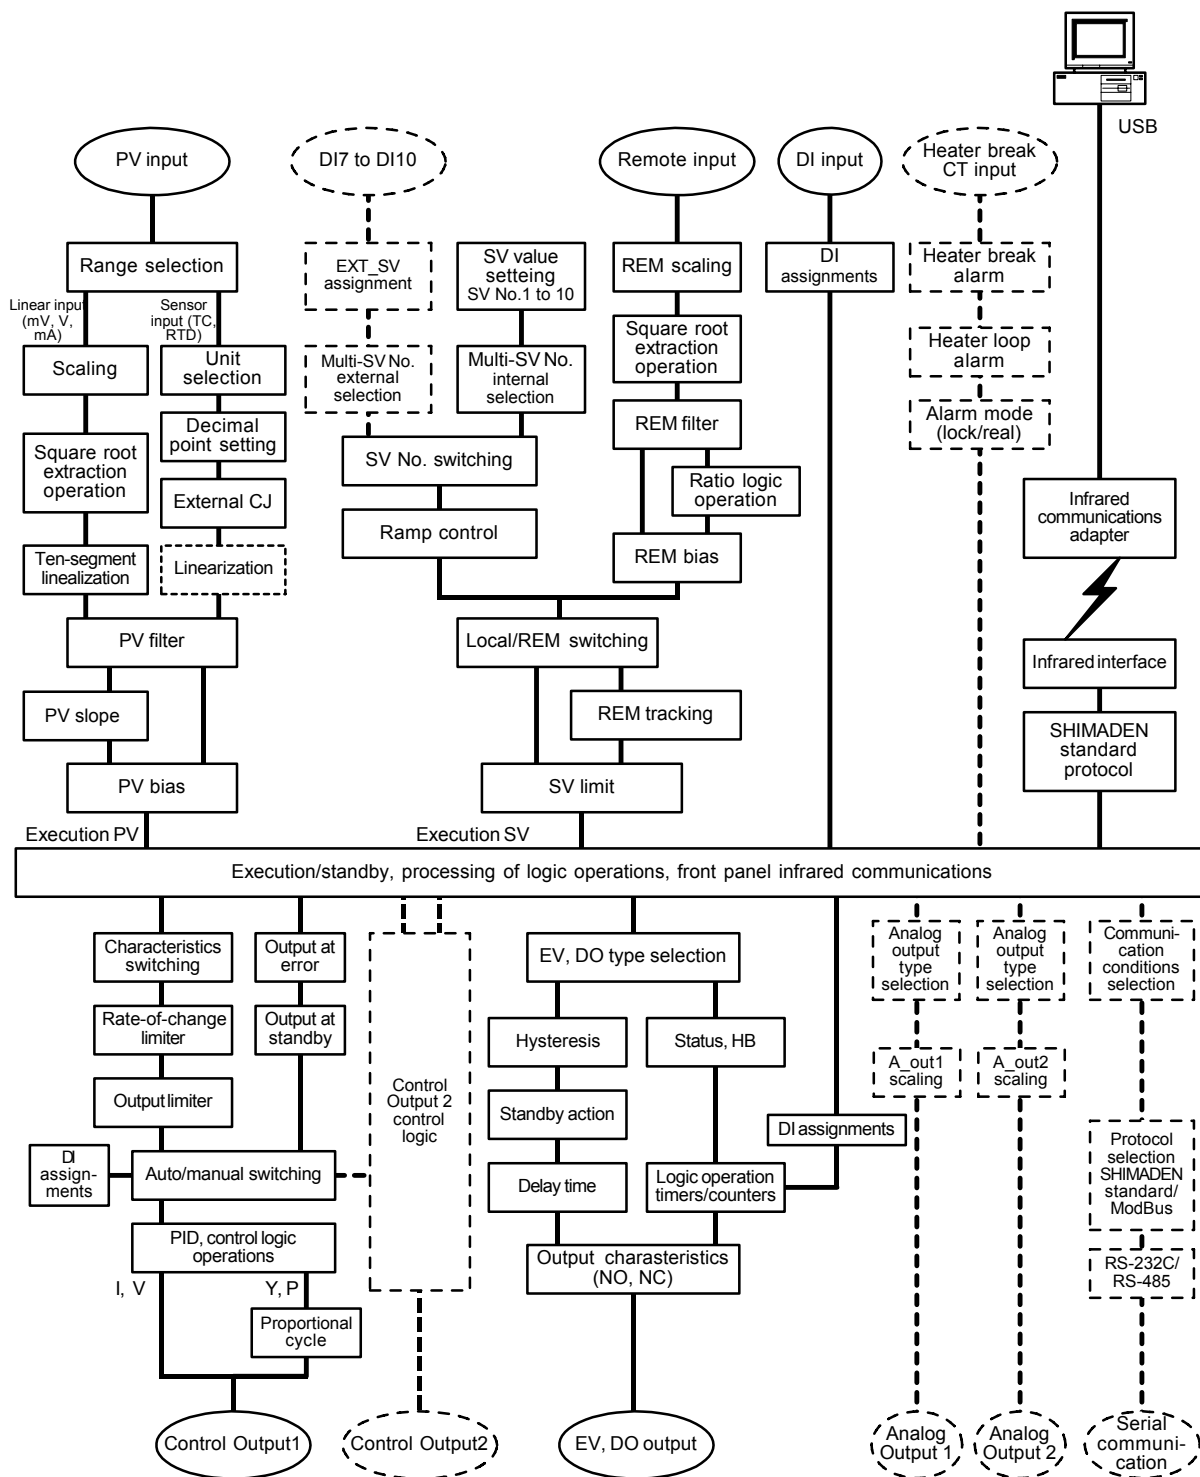 USB
PV input
DI7 to DI10
Remote input
DI input
Heater break
CT input
Range selection
EXT_SV
assignment
SV value
setteing
SV No.1 to 10
REM scaling
DI
assignments
Heater break
alarm
Linear input
(mV, V,
mA)
Sensor
input (TC,
RTD)
Scaling
Unit
selection
Multi-SV No.
external
selection
Multi-SV No.
internal
selection
Square root
extraction
operation
Heater loop
alarm
Decimal
point setting
REM filter
Alarm mode
(lock/real)
Square root
extraction
operation
SV No. switching
External CJ
Ratio logic
operation
Ramp control
Infrared
communications
adapter
Ten-segment
linealization
Linearization
REM bias
PV filter
Local/REM switching
Infrared interface
PV slope
REM tracking
SHIMADEN
standard
protocol
PV bias
SV limit
Execution PV
Execution SV
Execution/standby, processing of logic operations, front panel infrared communications
Characteristics
switching
Output at
error
EV, DO type selection
Analog
output
type
selection
Analog
output
type
selection
Communi-
cation
conditions
selection
Rate-of-change
limiter
Output at
standby
Hysteresis
Status, HB
A_out1
scaling
A_out2
scaling
Output limiter
Control
Output 2
control
logic
Standby action
DI assignments
DI
assign-
ments
Auto/manual switching
Delay time
Logic operation
timers/counters
Protocol
selection
SHIMADEN
standard/
ModBus
PID, control logic
operations
Output charasteristics
(NO, NC)
RS-232C/
RS-485
I, V
Y, P
Proportional
cycle
Control Output1
Control Output2
EV, DO output
Analog
Output 1
Analog
Output 2
Serial
communi-
cation